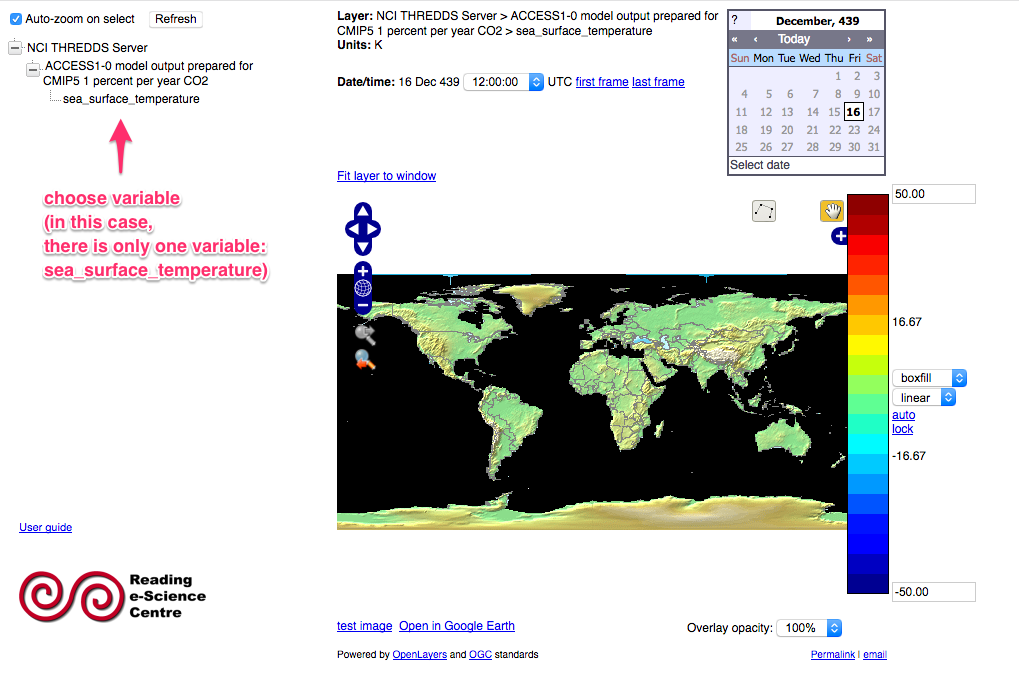 Auto-zoom on select
Refresh
NCI THREDDS Server
ACCESS1-0 model output prepared for
CMIP5 1 percent per year CO2
sea_surface_temperature
choose variable
(in this case,
there is only one variable:
sea_surface_temperature)
User guide
Reading
e-Science
Centre
Layer: NCI THREDDS Server > ACCESS1-0 model output prepared for
CMIP5 1 percent per year CO2 > sea_surface_temperature
Units: K
Date/time: 16 Dec 439 12:00:00 UTC first frame last frame
? December, 439
« ‹ Today › »
Sun Mon Tue Wed Thu Fri Sat
1 2 3
4 5 6 7 8 9 10
11 12 13 14 15 16 17
18 19 20 21 22 23 24
25 26 27 28 29 30 31
Select date
Fit layer to window
50.00
16.67
boxfill
linear
auto
lock
-16.67
-50.00
test image Open in Google Earth
Overlay opacity: 100%
Powered by OpenLayers and OGC standards
Permalink | email